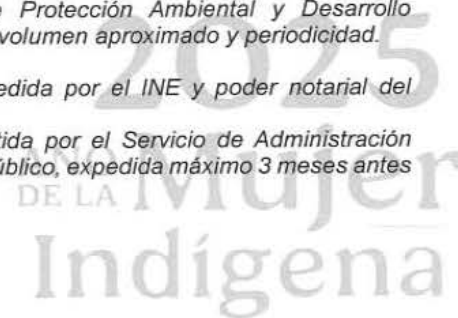 Protección Ambiental y Desarrollo
volumen aproximado y periodicidad.
edida por el INE y poder notarial del
tida por el Servicio de Administración
úblico, expedida máximo 3 meses antes
2025
DE LA Mujer
Indígena